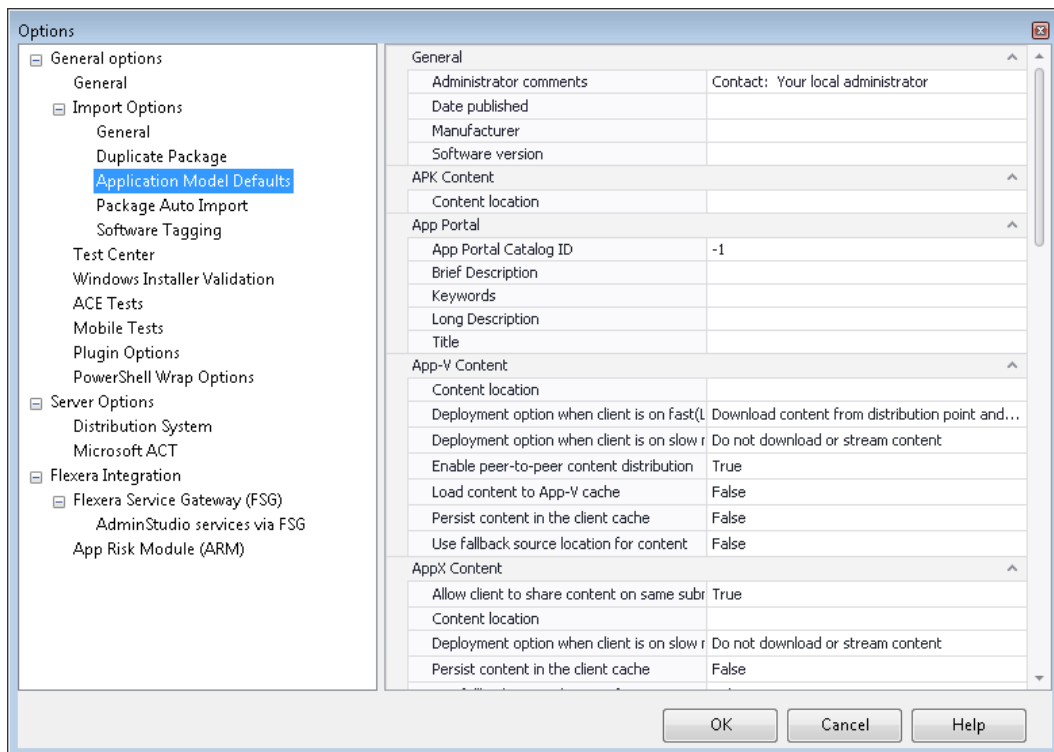 Options
General options
General
Import Options
General
Duplicate Package
Application Model Defaults
Package Auto Import
Software Tagging
Test Center
Windows Installer Validation
ACE Tests
Mobile Tests
Plugin Options
PowerShell Wrap Options
Server Options
Distribution System
Microsoft ACT
Flexera Integration
Flexera Service Gateway (FSG)
AdminStudio services via FSG
App Risk Module (ARM)
General
Administrator comments Contact: Your local administrator
Date published
Manufacturer
Software version
APK Content
Content location
App Portal
App Portal Catalog ID -1
Brief Description
Keywords
Long Description
Title
App-V Content
Content location
Deployment option when client is on fast(L Download content from distribution point and...
Deployment option when client is on slow r Do not download or stream content
Enable peer-to-peer content distribution True
Load content to App-V cache False
Persist content in the client cache False
Use fallback source location for content False
AppX Content
Allow client to share content on same subr True
Content location
Deployment option when client is on slow r Do not download or stream content
Persist content in the client cache False
OK Cancel Help